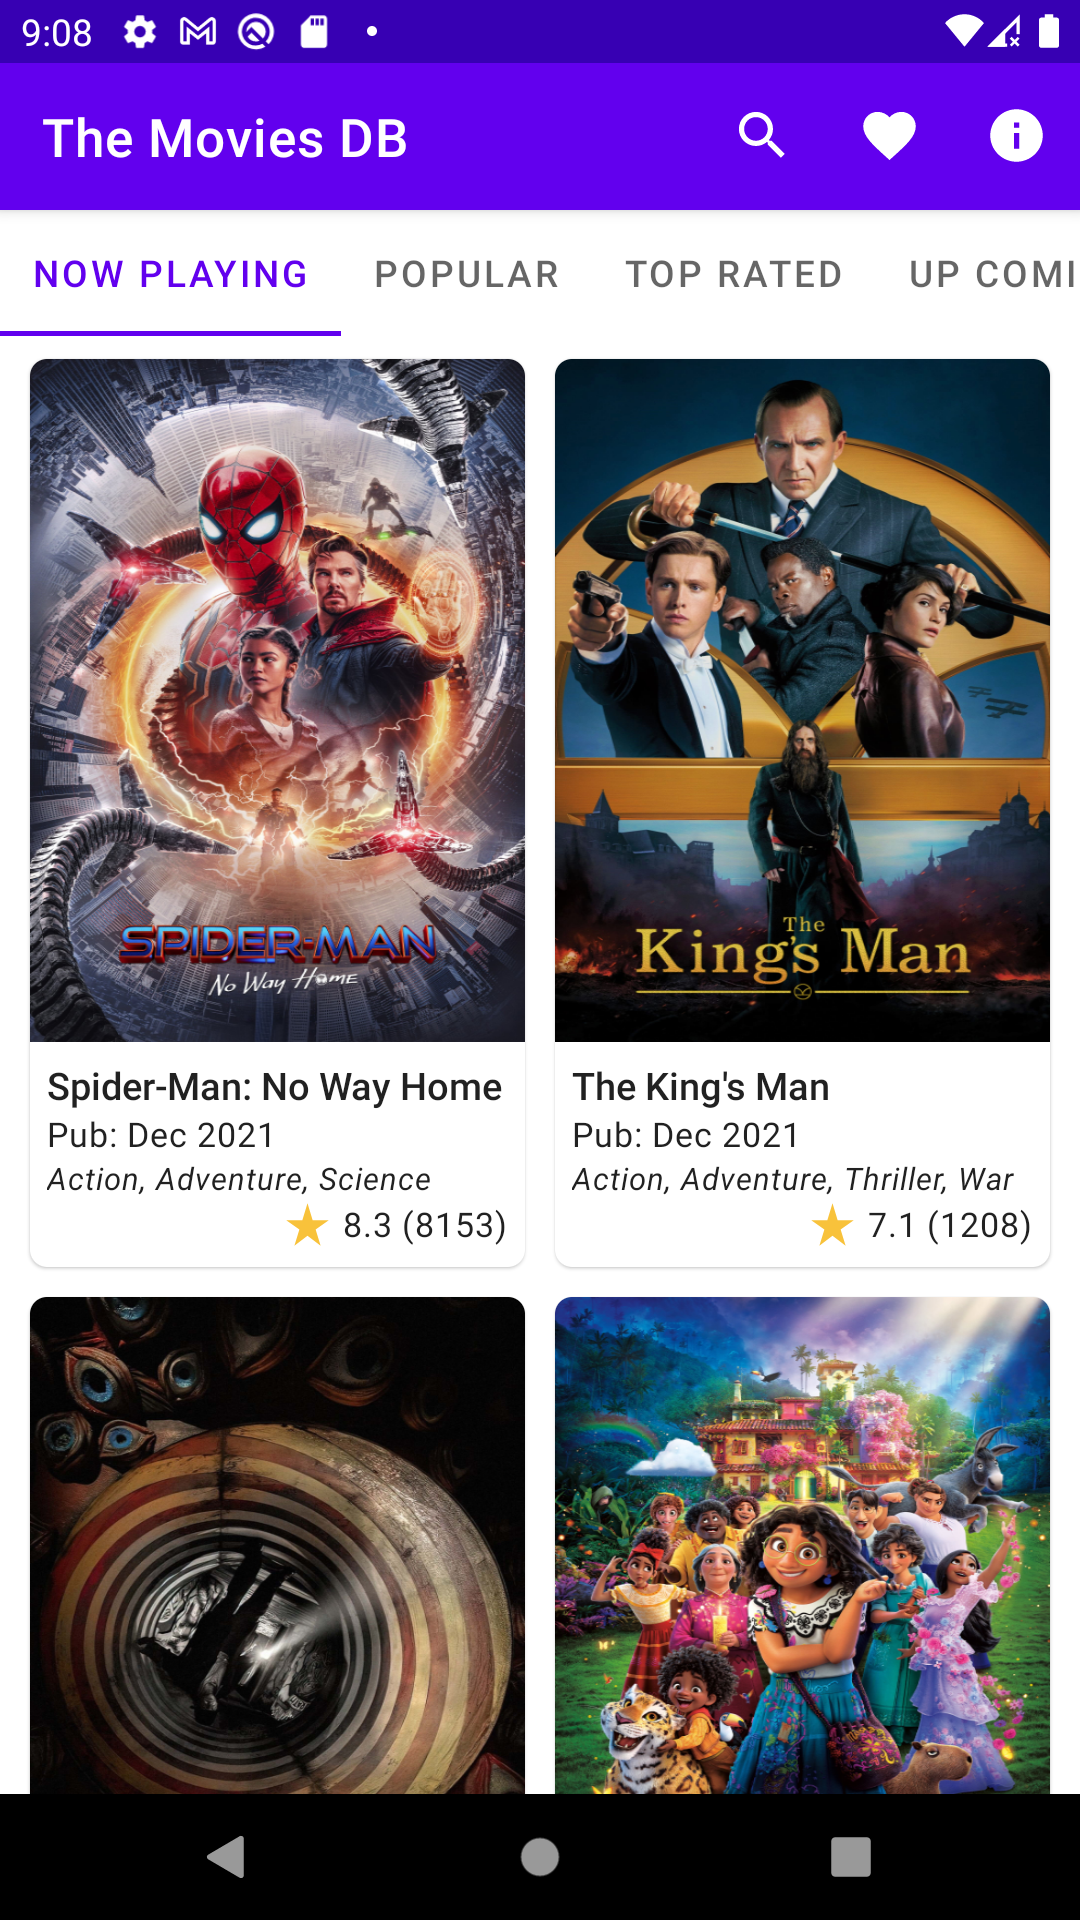 9:08
The Movies DB
NOW PLAYING
POPULAR
TOP RATED
UP COMI
SPIDER-MAN
No Way Home
The
King's Man
Spider-Man: No Way Home
Pub: Dec 2021
Action, Adventure, Science
8.3 (8153)
The King's Man
Pub: Dec 2021
Action, Adventure, Thriller, War
7.1 (1208)